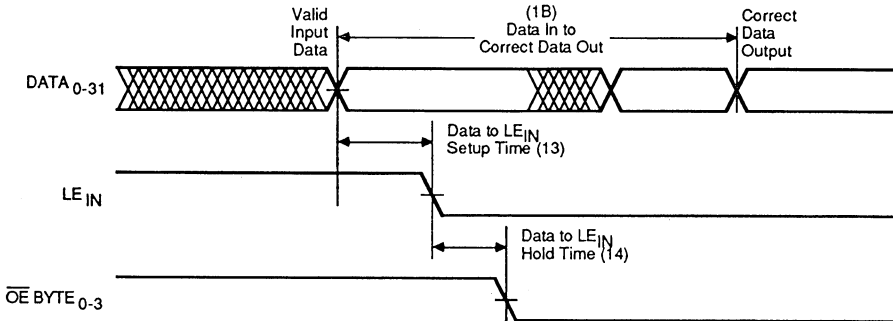 Valid
Input
Data
(1B)
Data In to
Correct Data Out
Correct
Data
Output
DATA0-31
Data to LEIN
Setup Time (13)
LEIN
Data to LEIN
Hold Time (14)
OE BYTE0-3